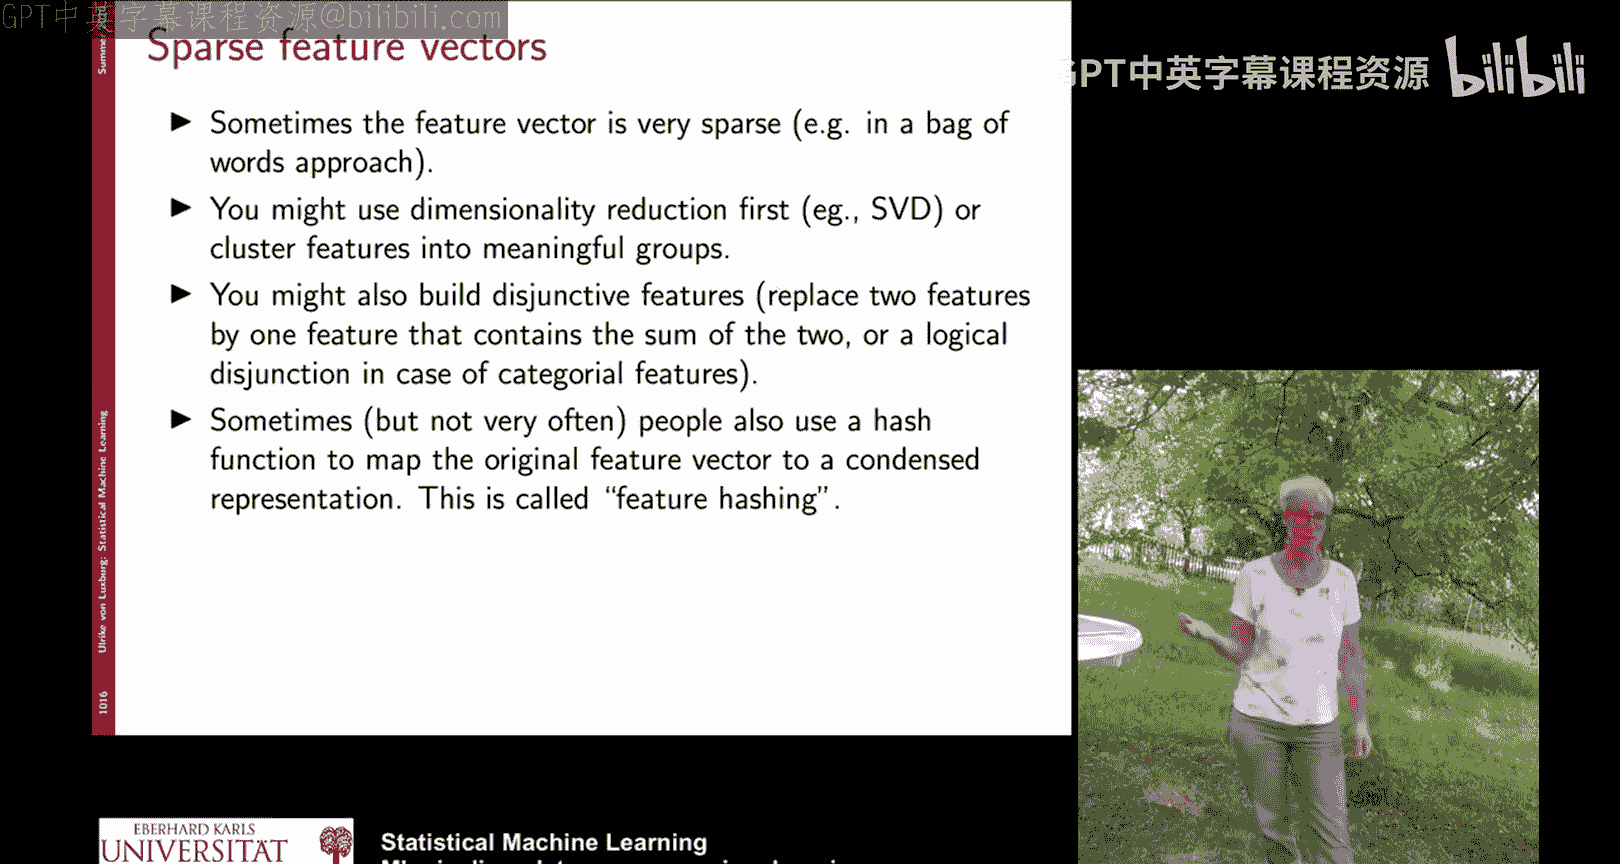 GPT中英字幕课程资源@bilibili.com
Sparse feature vectors
GPT中英字幕课程资源 bilibili
▶ Sometimes the feature vector is very sparse (e.g. in a bag of
words approach).
▶ You might use dimensionality reduction first (eg., SVD) or
cluster features into meaningful groups.
▶ You might also build disjunctive features (replace two features
by one feature that contains the sum of the two, or a logical
disjunction in case of categorial features).
▶ Sometimes (but not very often) people also use a hash
function to map the original feature vector to a condensed
representation. This is called “feature hashing”.
Ulrike von Luxburg: Statistical Machine Learning
1016
EBERHARD KARLS
UNIVERSITÄT
Statistical Machine Learning